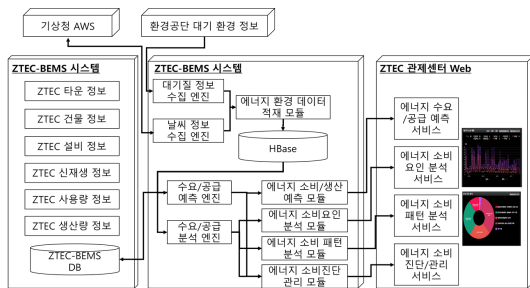 기상청 AWS
환경공단 대기 환경 정보
ZTEC-BEMS 시스템
ZTEC 타운 정보
ZTEC 건물 정보
ZTEC 설비 정보
ZTEC 신재생 정보
ZTEC 사용량 정보
ZTEC 생산량 정보
ZTEC-BEMS
DB
ZTEC-BEMS 시스템
대기질 정보
수집 엔진
날씨 정보
수집 엔진
에너지 환경 데이터
적재 모듈
HBase
수요/공급
예측 엔진
수요/공급
분석 엔진
에너지 소비/생산
예측 모듈
에너지 소비요인
분석 모듈
에너지 소비 패턴
분석 모듈
에너지 소비진단
관리 모듈
ZTEC 관제센터 Web
에너지 수요
/공급 예측
서비스
에너지 소비
요인 분석
서비스
에너지 소비
패턴 분석
서비스
에너지 소비
진단/관리
서비스